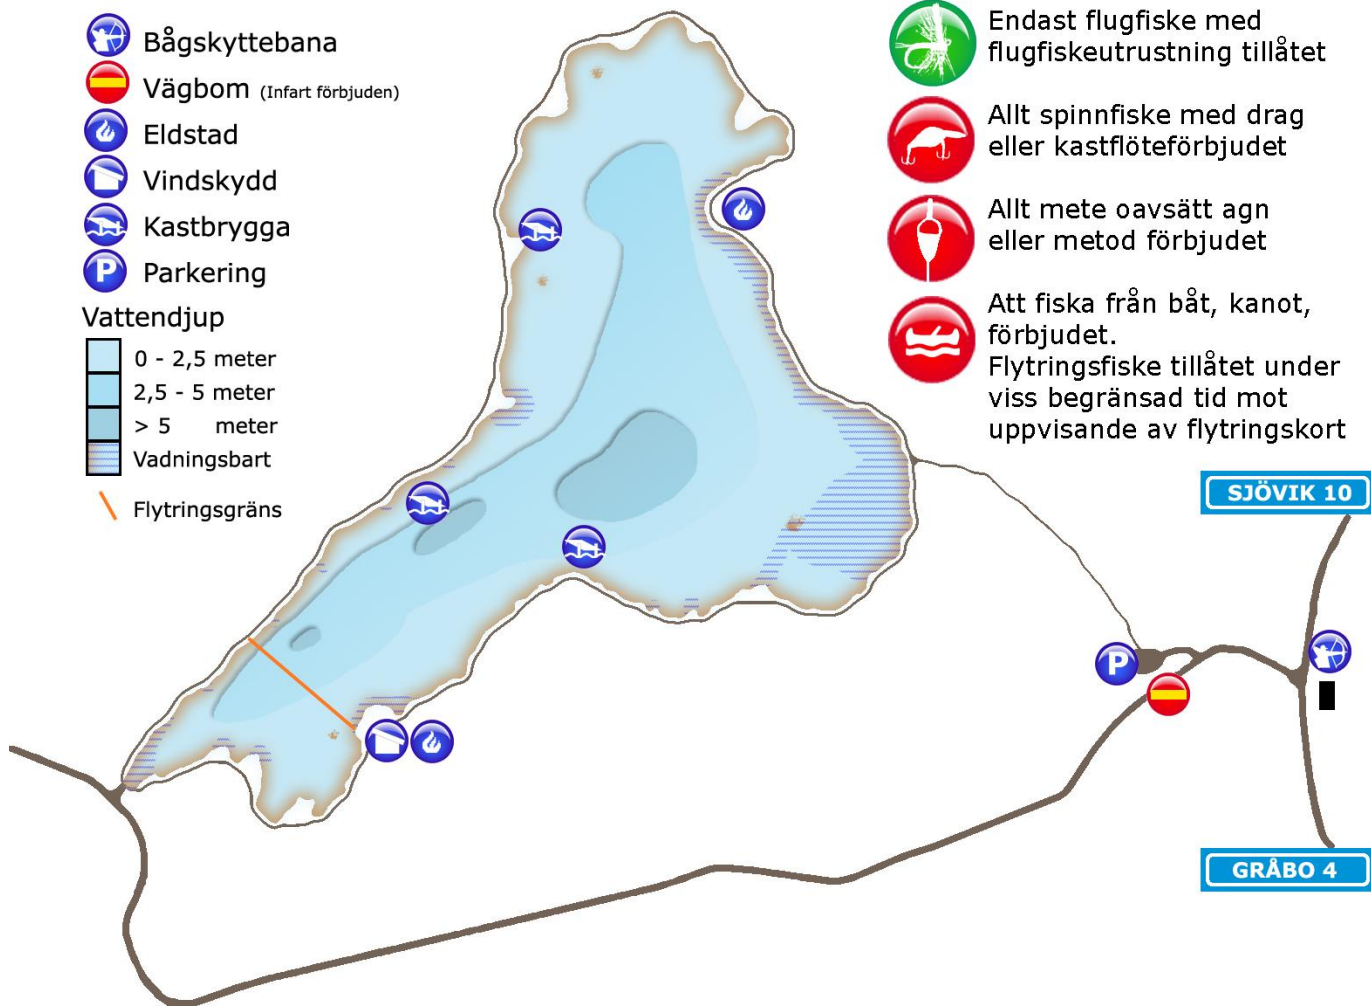 Bågskyttebana
Vägbom (Infart förbjuden)
Eldstad
Vindskydd
Kastbrygga
P Parkering
Vattendjup
0 - 2,5 meter
2,5 - 5 meter
> 5 meter
Vadningsbart
Flytringsgräns
Endast flugfiske med
flugfiskeutrustning tillåtet
Allt spinnfiske med drag
eller kastflöteförbjudet
Allt mete oavsätt agn
eller metod förbjudet
Att fiska från båt, kanot,
förbjudet.
Flytringsfiske tillåtet under
viss begränsad tid mot
uppvisande av flytringskort
SJÖVIK 10
P
GRÅBO 4